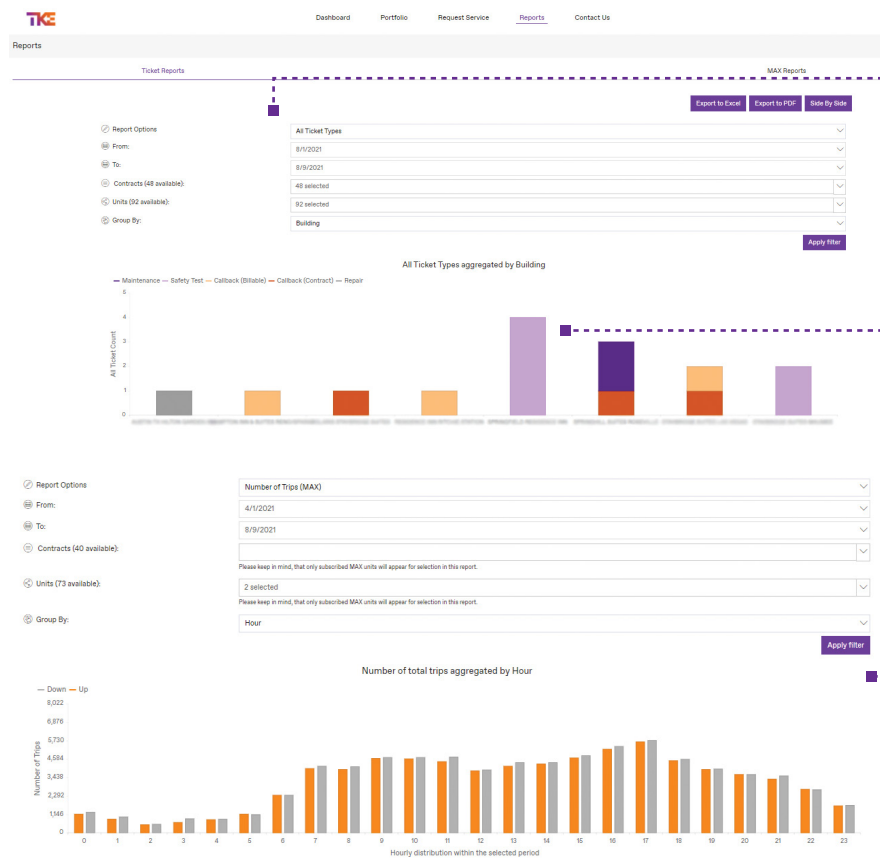 TKE
Dashboard Portfolio Request Service Reports Contact Us
Reports
Ticket Reports MAX Reports
Export to Excel Export to PDF Side By Side
Report Options All Ticket Types
From: 8/1/2021
To: 8/9/2021
Contracts (48 available): 48 selected
Units (92 available): 92 selected
Group By: Building
Apply filter
All Ticket Types aggregated by Building
Maintenance Safety Test Callback (Billable) Callback (Contract) Repair
5
4
3
2
1
0
All Ticket Count
Report Options Number of Trips (MAX)
From: 4/1/2021
To: 8/9/2021
Contracts (40 available):
Please keep in mind, that only subscribed MAX units will appear for selection in this report.
Units (73 available): 2 selected
Please keep in mind, that only subscribed MAX units will appear for selection in this report.
Group By: Hour
Apply filter
Number of total trips aggregated by Hour
Down Up
8,022
6,876
5,730
4,584
3,438
2,292
1,146
0
Number of Trips
0 1 2 3 4 5 6 7 8 9 10 11 12 13 14 15 16 17 18 19 20 21 22 23
Hourly distribution within the selected period